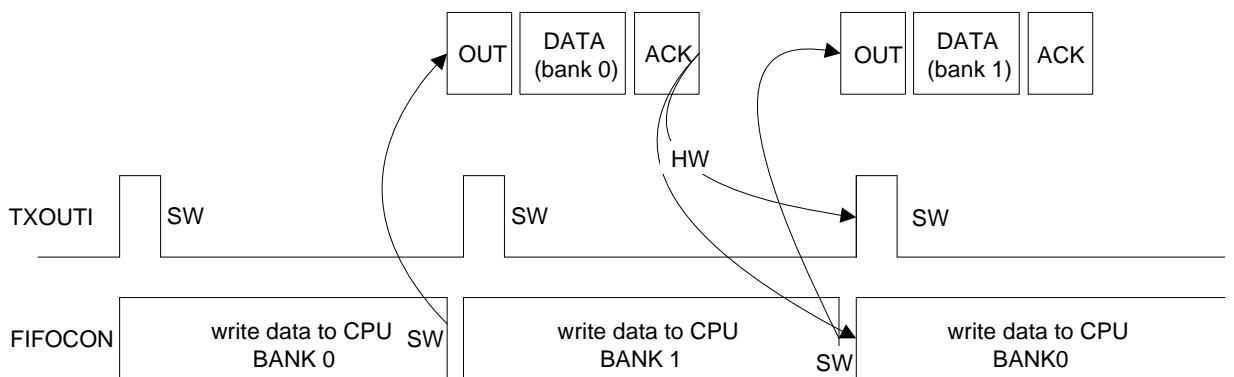 OUT DATA (bank 0) ACK OUT DATA (bank 1) ACK
HW
TXOUTI SW SW SW
FIFOCON write data to CPU BANK 0 SW write data to CPU BANK 1 SW write data to CPU BANK0